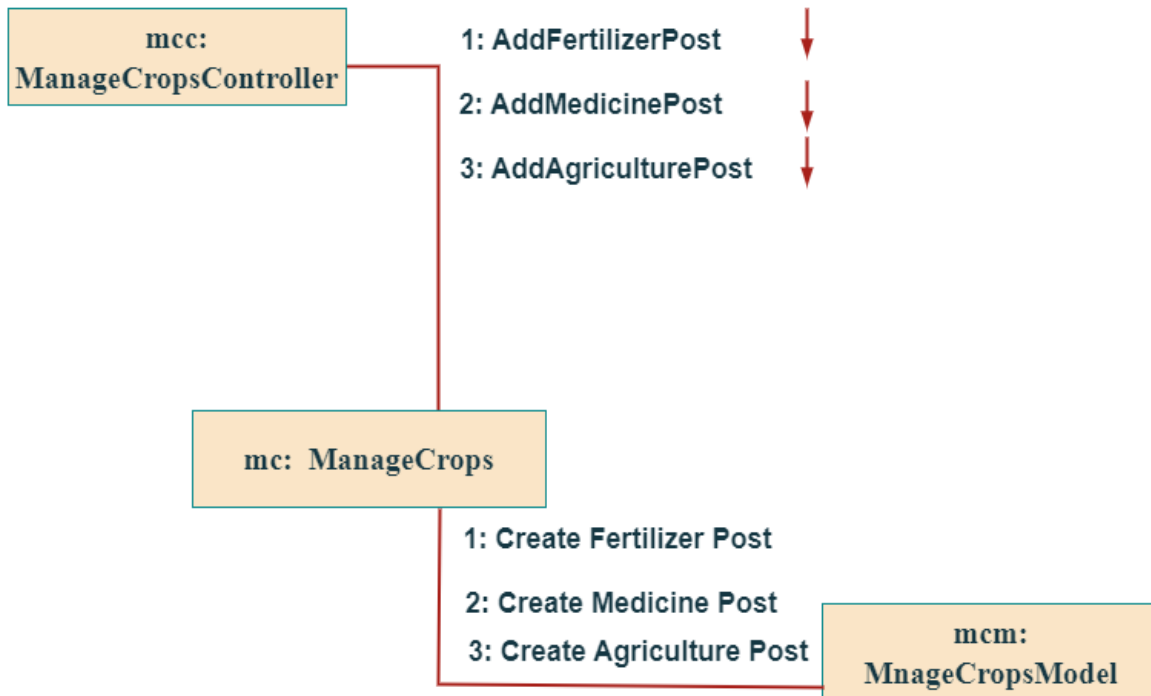 mcc:
ManageCropsController
1: AddFertilizerPost
2: AddMedicinePost
3: AddAgriculturePost
mc:  ManageCrops
1: Create Fertilizer Post
2: Create Medicine Post
3: Create Agriculture Post
mcm:
MnageCropsModel